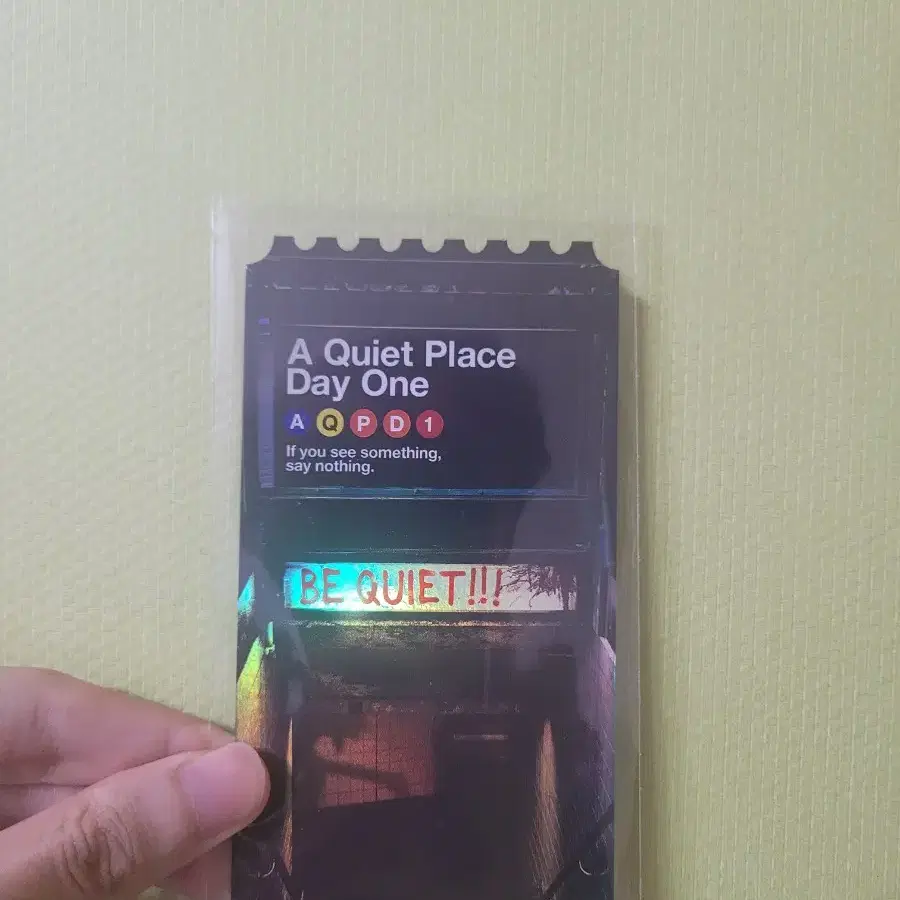 A Quiet Place
Day One
A Q P D 1
If you see something,
say nothing.
BE QUIET!!!